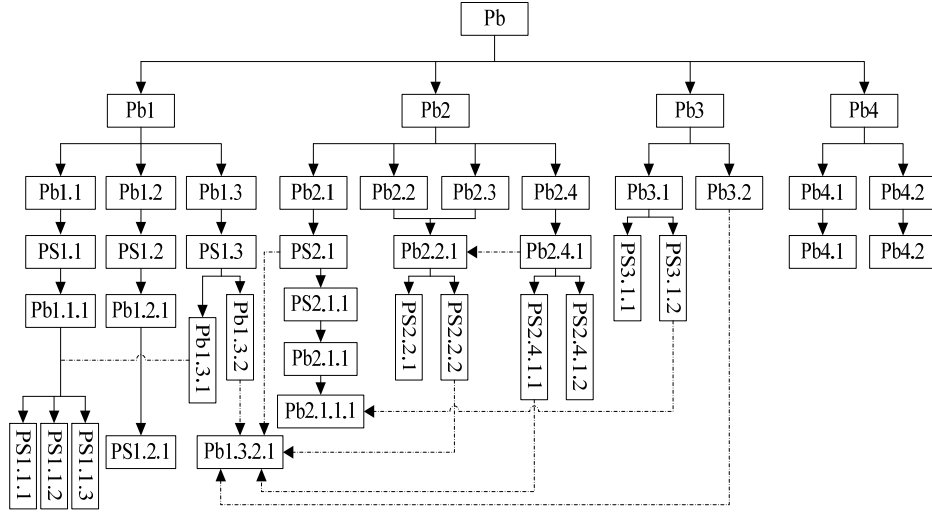 Pb
Pb1
Pb2
Pb3
Pb4
Pb1.1
Pb1.2
Pb1.3
Pb2.1
Pb2.2
Pb2.3
Pb2.4
Pb3.1
Pb3.2
Pb4.1
Pb4.2
PS1.1
PS1.2
PS1.3
PS2.1
Pb2.2.1
Pb2.4.1
PS3.1.1
PS3.1.2
Pb4.1
Pb4.2
Pb1.1.1
Pb1.2.1
Pb1.3.1
Pb1.3.2
PS2.1.1
PS2.2.1
PS2.2.2
PS2.4.1.1
PS2.4.1.2
Pb2.1.1
Pb2.1.1.1
PS1.1.1
PS1.1.2
PS1.1.3
PS1.2.1
Pb1.3.2.1